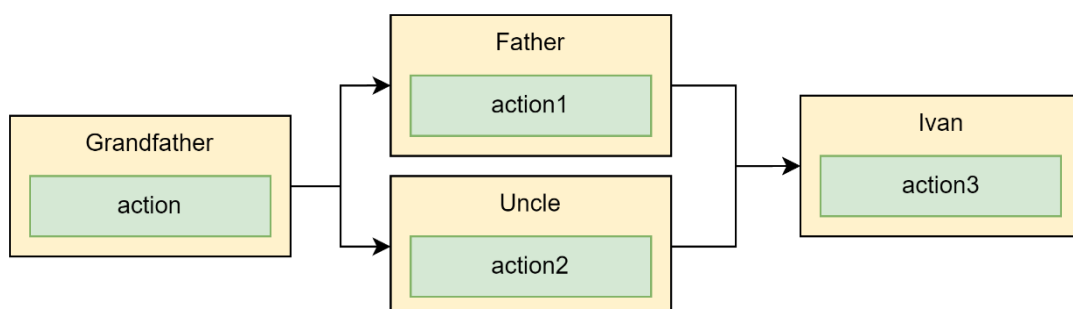 Grandfather
action
Father
action1
Uncle
action2
Ivan
action3